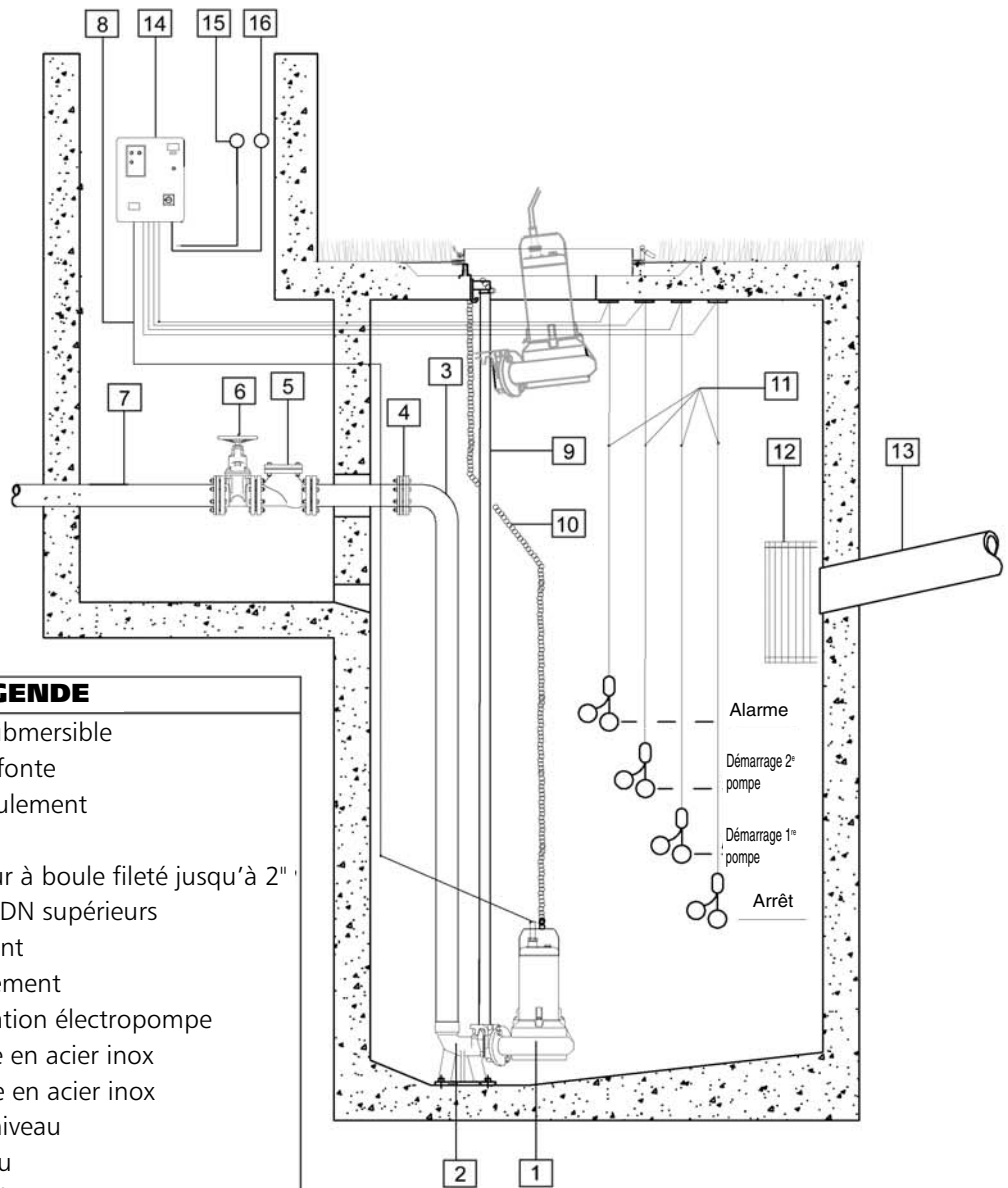 8 14 15 16
3
7 6 5 4
11
9
12 13
10
GENDE
bmersible
fonte
ulement
ur à boule fileté jusqu'à 2"
DN supérieurs
nt
ement
ation électropompe
e en acier inox
e en acier inox
niveau
u
Alarme
Démarrage 2e
pompe
Démarrage 1re
pompe
Arrêt
2 1